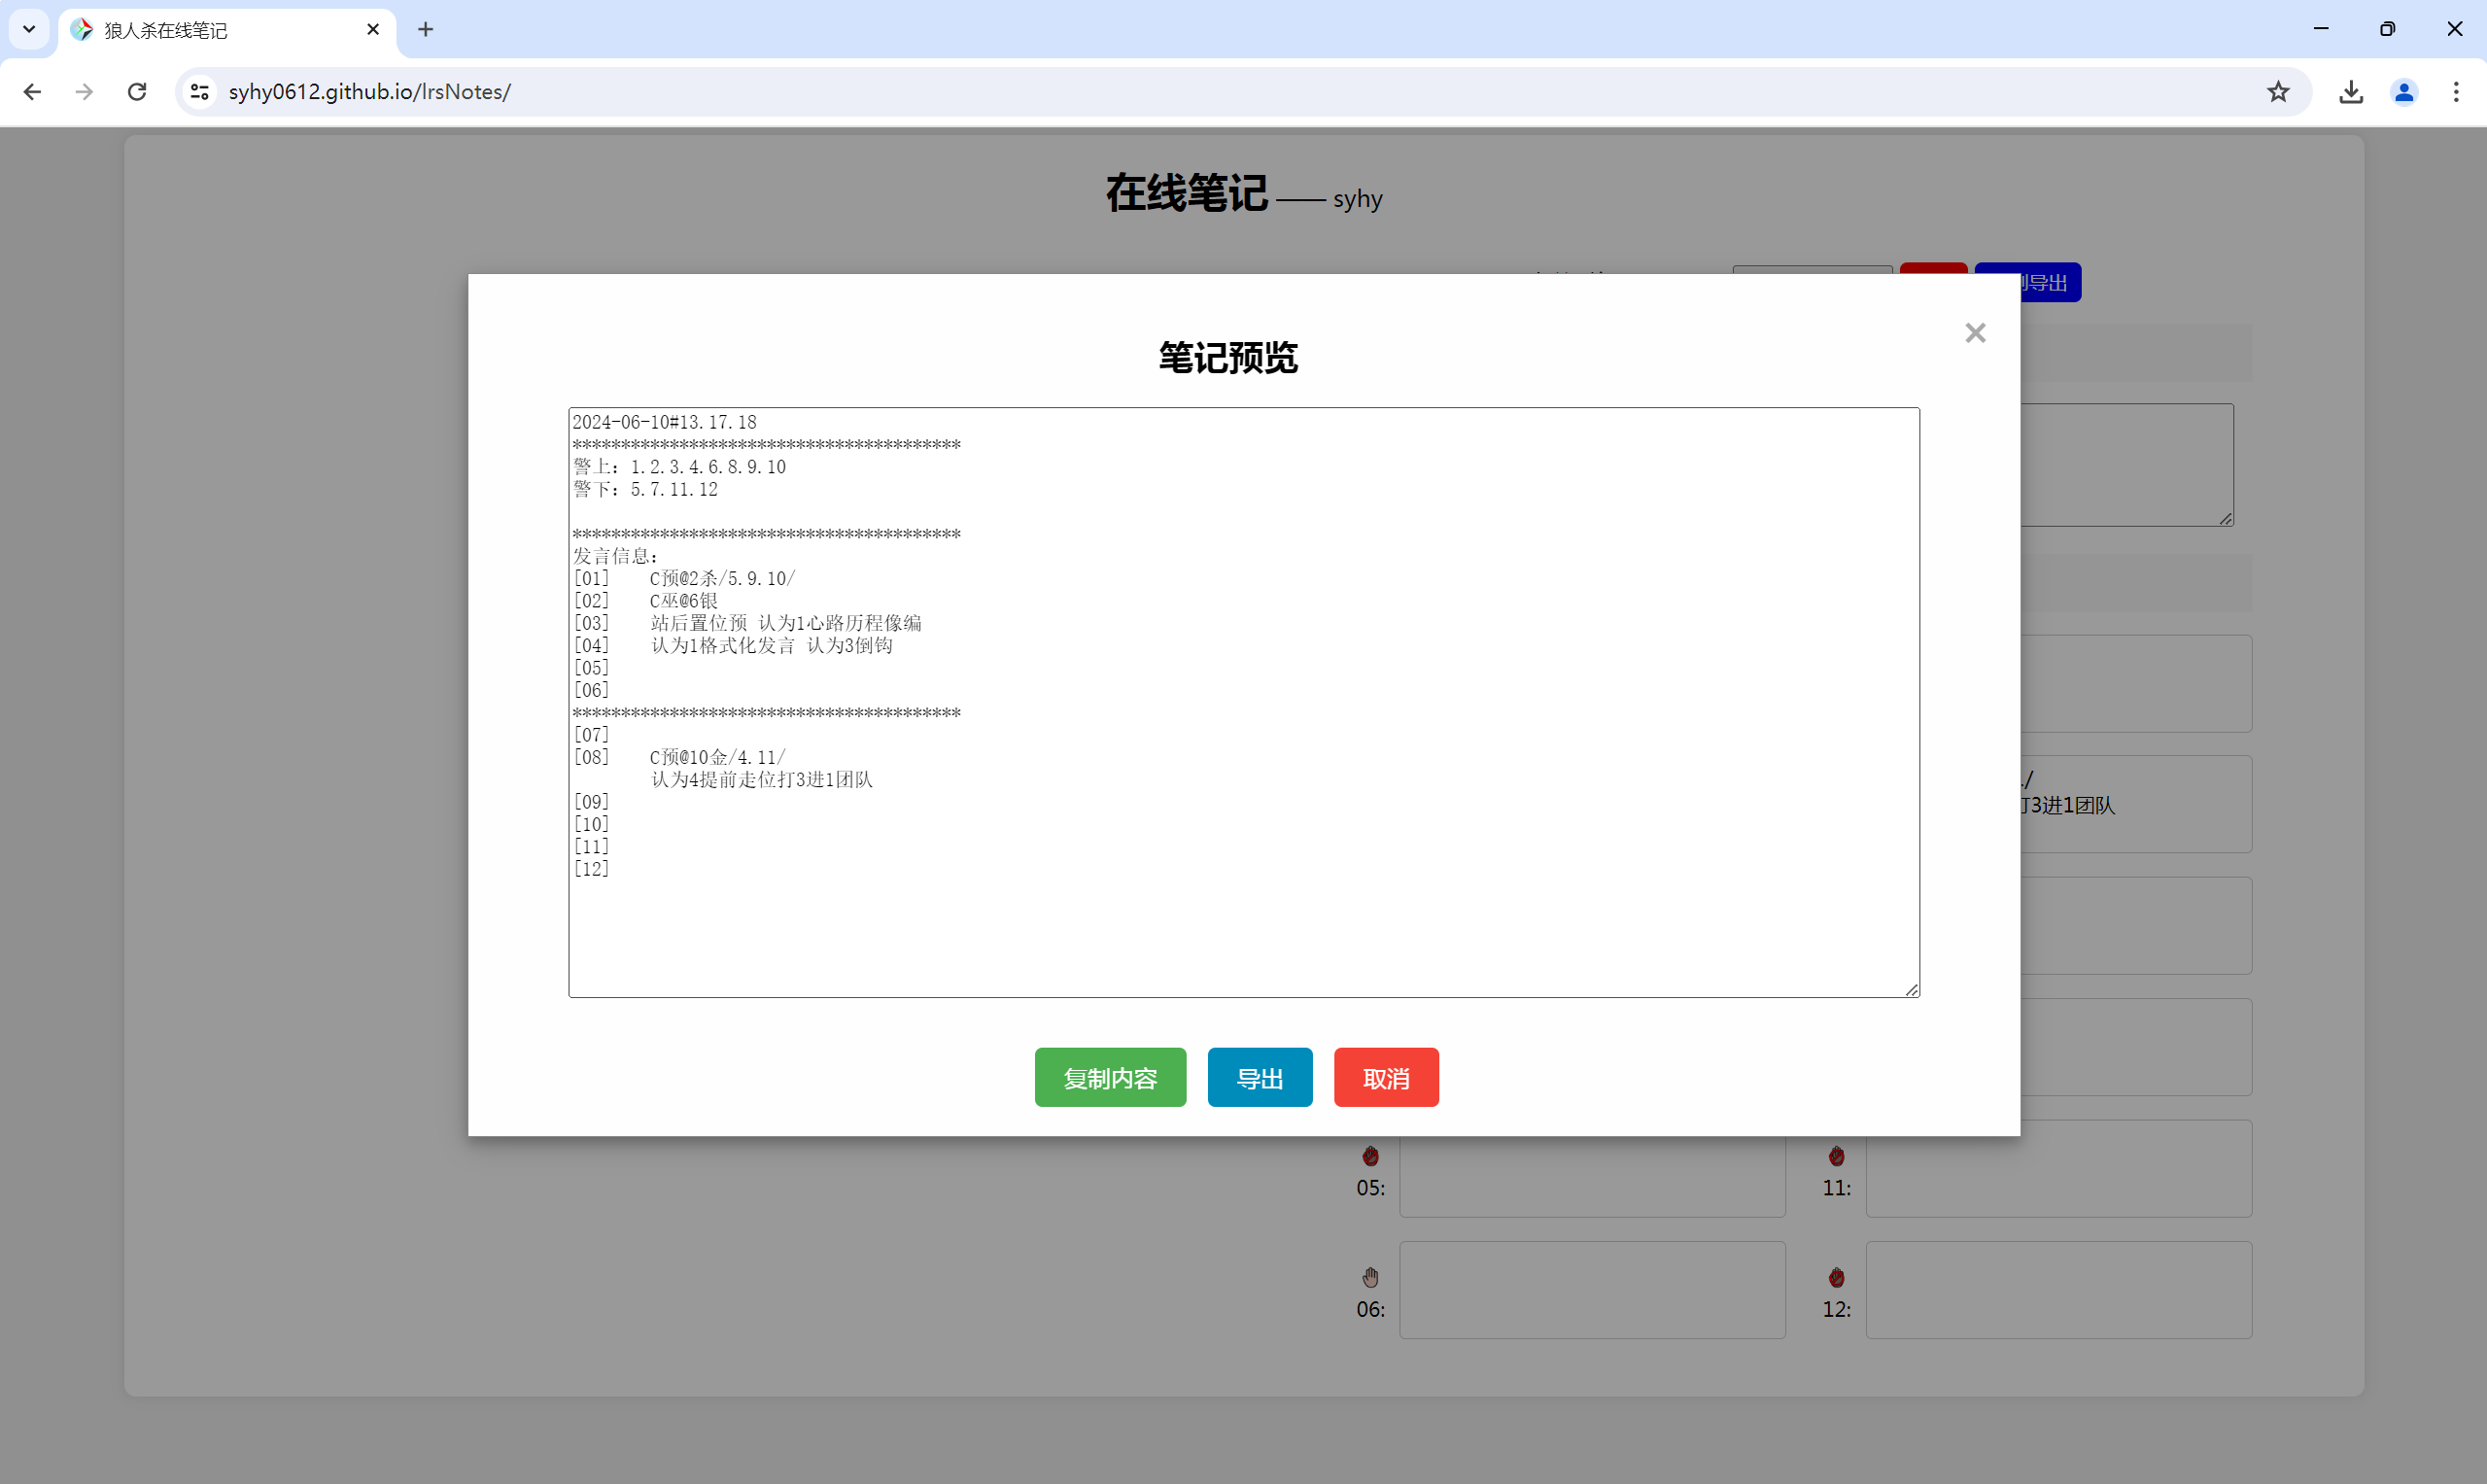 狼人杀在线笔记
syhy0612.github.io/lrsNotes/
在线笔记 —— syhy
导出
笔记预览
2024-06-10#13.17.18
****************************************
警上：1.2.3.4.6.8.9.10
警下：5.7.11.12
****************************************
发言信息：
[01] C预@2杀/5.9.10/
[02] C巫@6银
[03] 站后置位预 认为1心路历程像编
[04] 认为1格式化发言 认为3倒钩
[05]
[06]
****************************************
[07]
[08] C预@10金/4.11/
认为4提前走位打3进1团队
[09]
[10]
[11]
[12]
/
打3进1团队
复制内容 导出 取消
05: 11:
06: 12: